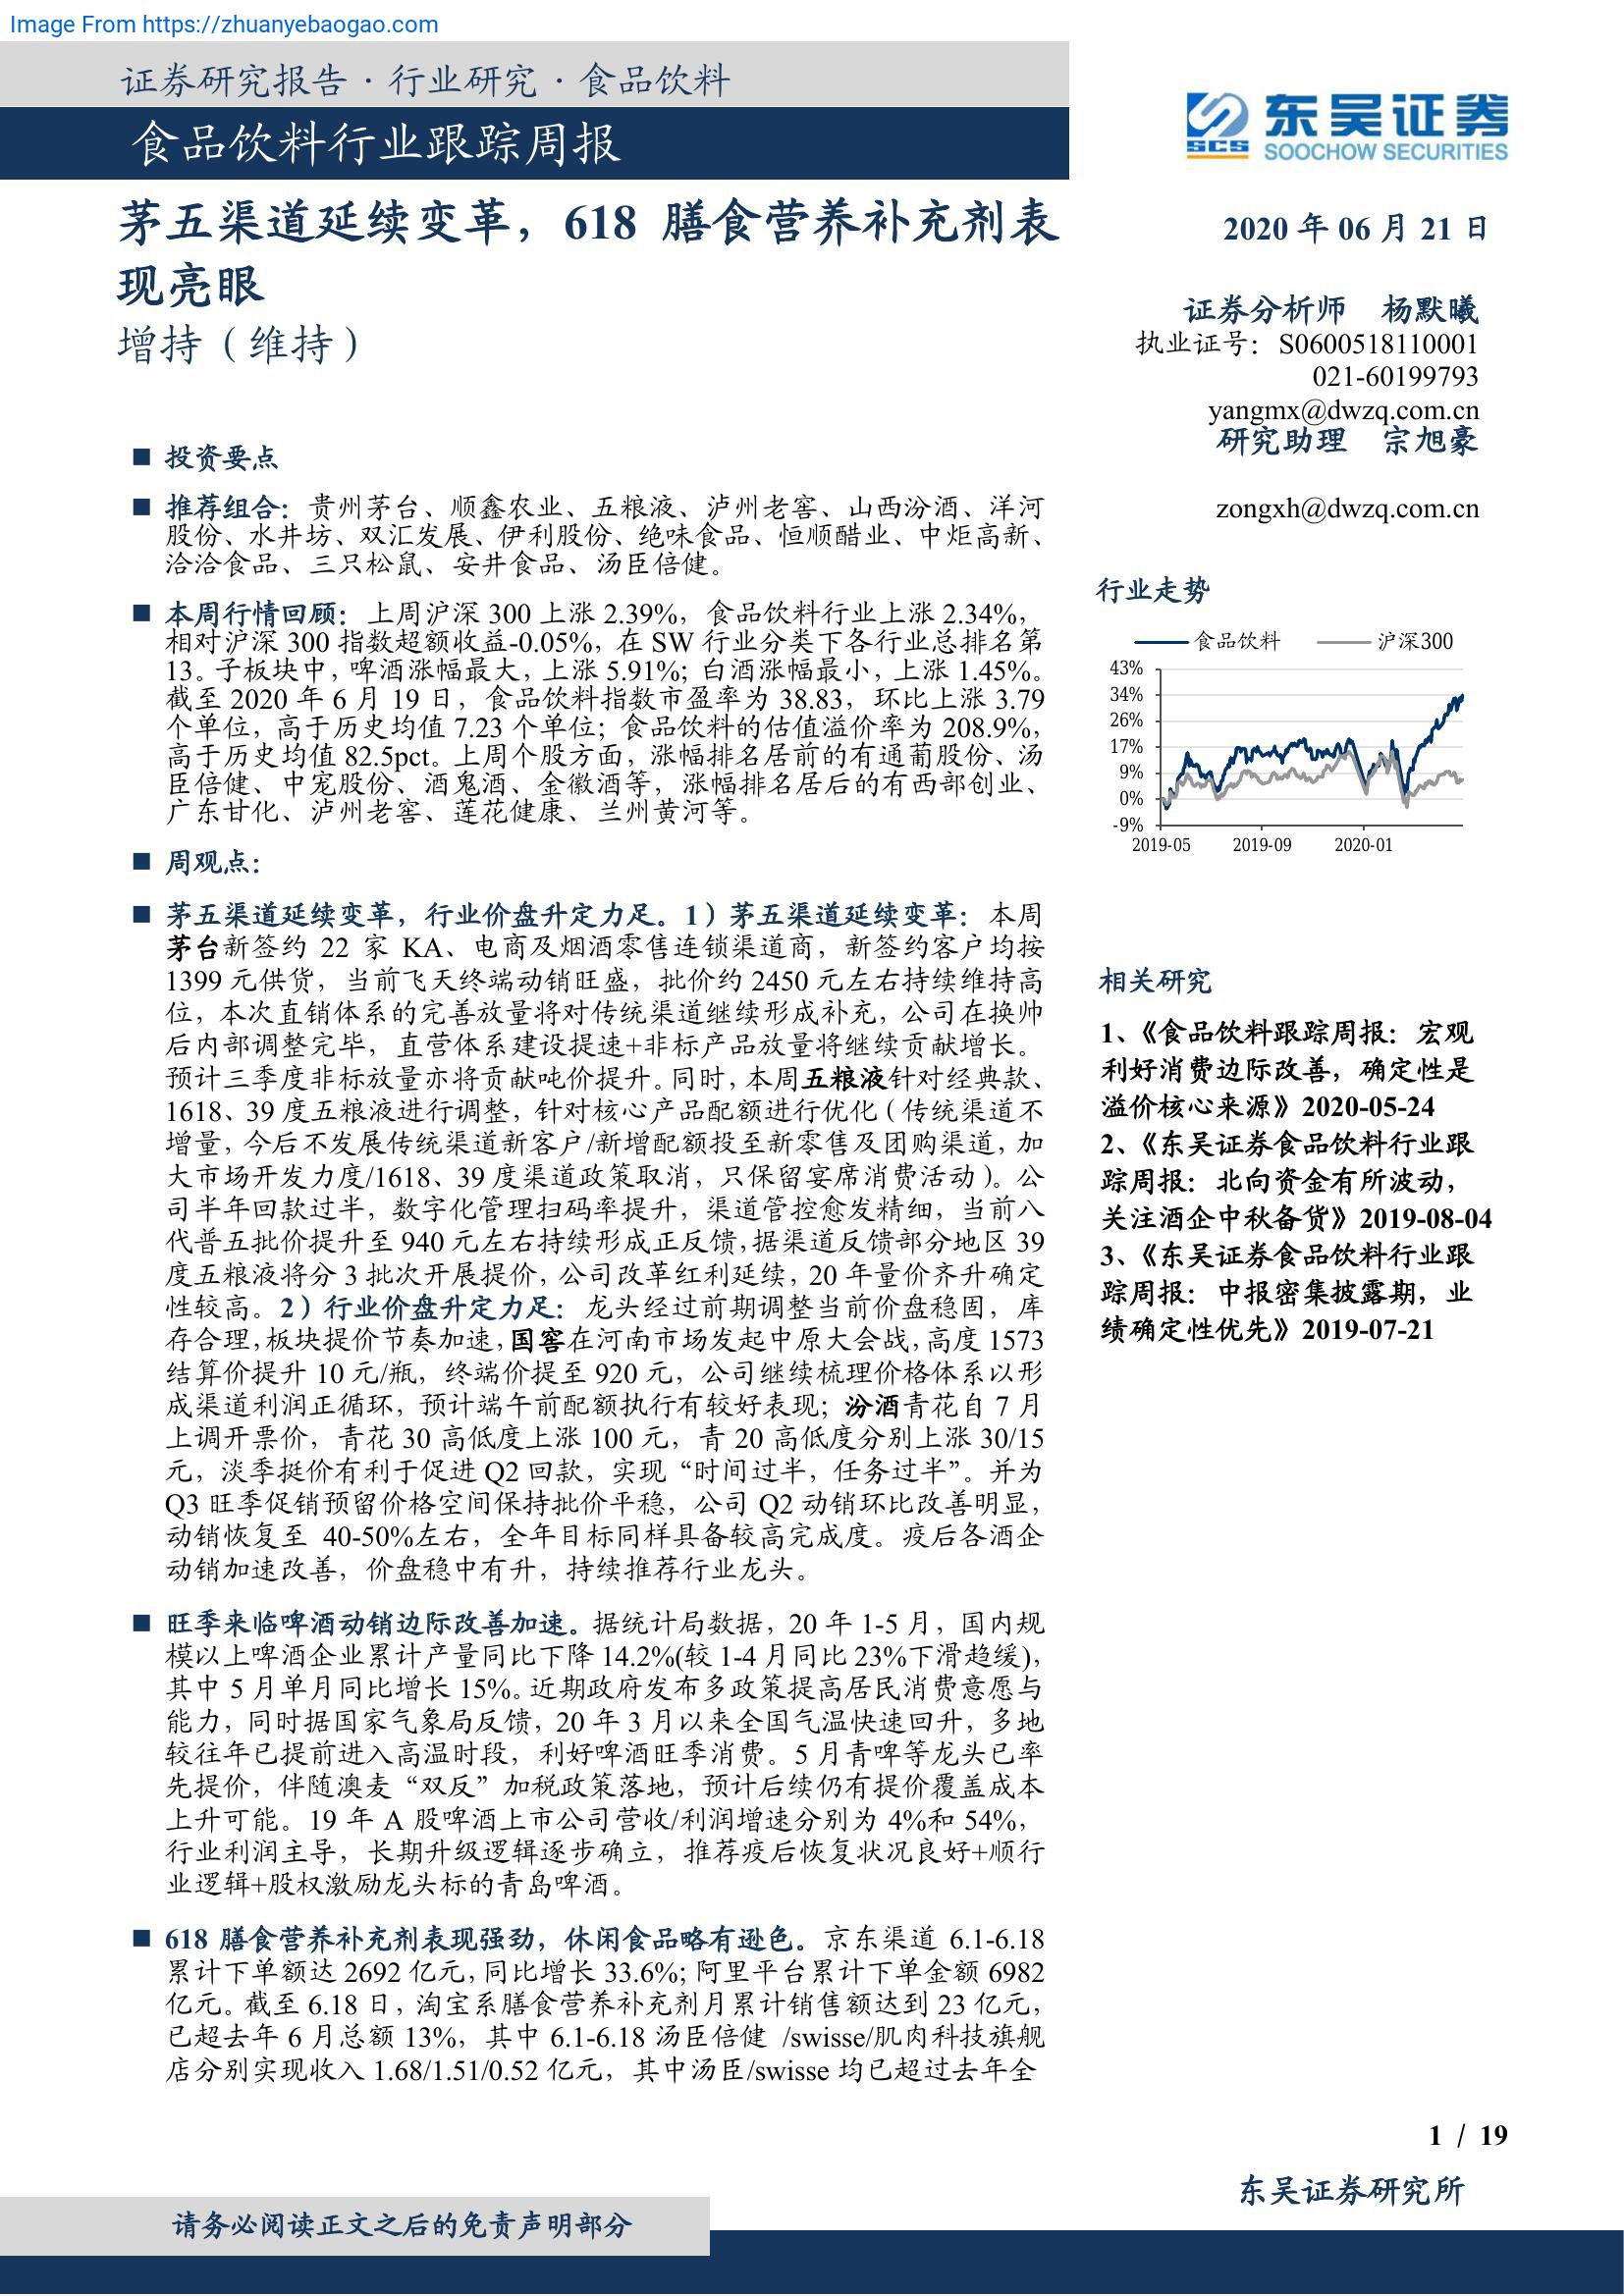 Image From https://zhuanyebaogao.com
证券研究报告·行业研究·食品饮料
食品饮料行业跟踪周报
SCS 东吴证券
SOOCHOW SECURITIES
茅五渠道延续变革，618 膳食营养补充剂表
现亮眼
增持（维持）
■ 投资要点
■ 推荐组合：贵州茅台、顺鑫农业、五粮液、泸州老窖、山西汾酒、洋河
股份、水井坊、双汇发展、伊利股份、绝味食品、恒顺醋业、中炬高新、
洽洽食品、三只松鼠、安井食品、汤臣倍健。
■ 本周行情回顾：上周沪深 300 上涨 2.39%，食品饮料行业上涨 2.34%，
相对沪深 300 指数超额收益-0.05%，在 SW 行业分类下各行业总排名第
13。子板块中，啤酒涨幅最大，上涨 5.91%；白酒涨幅最小，上涨 1.45%。
截至 2020 年 6 月 19 日，食品饮料指数市盈率为 38.83，环比上涨 3.79
个单位，高于历史均值 7.23 个单位；食品饮料的估值溢价率为 208.9%，
高于历史均值 82.5pct。上周个股方面，涨幅排名居前的有通葡股份、汤
臣倍健、中宠股份、酒鬼酒、金徽酒等，涨幅排名居后的有西部创业、
广东甘化、泸州老窖、莲花健康、兰州黄河等。
■ 周观点：
■ 茅五渠道延续变革，行业价盘升定力足。1）茅五渠道延续变革：本周
茅台新签约 22 家 KA、电商及烟酒零售连锁渠道商，新签约客户均按
1399 元供货，当前飞天终端动销旺盛，批价约 2450 元左右持续维持高
位，本次直销体系的完善放量将对传统渠道继续形成补充，公司在换帅
后内部调整完毕，直营体系建设提速+非标产品放量将继续贡献增长。
预计三季度非标放量亦将贡献吨价提升。同时，本周五粮液针对经典款、
1618、39 度五粮液进行调整，针对核心产品配额进行优化（传统渠道不
增量，今后不发展传统渠道新客户/新增配额投至新零售及团购渠道，加
大市场开发力度/1618、39 度渠道政策取消，只保留宴席消费活动）。公
司半年回款过半，数字化管理扫码率提升，渠道管控愈发精细，当前八
代普五批价提升至 940 元左右持续形成正反馈，据渠道反馈部分地区 39
度五粮液将分 3 批次开展提价，公司改革红利延续，20 年量价齐升确定
性较高。2）行业价盘升定力足：龙头经过前期调整当前价盘稳固，库
存合理，板块提价节奏加速，国窖在河南市场发起中原大会战，高度 1573
结算价提升 10 元/瓶，终端价提至 920 元，公司继续梳理价格体系以形
成渠道利润正循环，预计端午前配额执行有较好表现；汾酒青花自 7 月
上调开票价，青花 30 高低度上涨 100 元，青 20 高低度分别上涨 30/15
元，淡季挺价有利于促进 Q2 回款，实现“时间过半，任务过半”。并为
Q3 旺季促销预留价格空间保持批价平稳，公司 Q2 动销环比改善明显，
动销恢复至 40-50%左右，全年目标同样具备较高完成度。疫后各酒企
动销加速改善，价盘稳中有升，持续推荐行业龙头。
■ 旺季来临啤酒动销边际改善加速。据统计局数据，20 年 1-5 月，国内规
模以上啤酒企业累计产量同比下降 14.2%(较 1-4 月同比 23%下滑趋缓)，
其中 5 月单月同比增长 15%。近期政府发布多政策提高居民消费意愿与
能力，同时据国家气象局反馈，20 年 3 月以来全国气温快速回升，多地
较往年已提前进入高温时段，利好啤酒旺季消费。5 月青啤等龙头已率
先提价，伴随澳麦“双反”加税政策落地，预计后续仍有提价覆盖成本
上升可能。19 年 A 股啤酒上市公司营收/利润增速分别为 4%和 54%，
行业利润主导，长期升级逻辑逐步确立，推荐疫后恢复状况良好+顺行
业逻辑+股权激励龙头标的青岛啤酒。
■ 618 膳食营养补充剂表现强劲，休闲食品略有逊色。京东渠道 6.1-6.18
累计下单额达 2692 亿元，同比增长 33.6%；阿里平台累计下单金额 6982
亿元。截至 6.18 日，淘宝系膳食营养补充剂月累计销售额达到 23 亿元，
已超去年 6 月总额 13%，其中 6.1-6.18 汤臣倍健 /swisse/肌肉科技旗舰
店分别实现收入 1.68/1.51/0.52 亿元，其中汤臣/swisse 均已超过去年全
2020 年 06 月 21 日
证券分析师 杨默曦
执业证号：S0600518110001
021-60199793
yangmx@dwzq.com.cn
研究助理 宗旭豪
zongxh@dwzq.com.cn
行业走势
食品饮料 沪深300
43%
34%
26%
17%
9%
0%
-9%
2019-05 2019-09 2020-01
相关研究
1、《食品饮料跟踪周报：宏观
利好消费边际改善，确定性是
溢价核心来源》2020-05-24
2、《东吴证券食品饮料行业跟
踪周报：北向资金有所波动，
关注酒企中秋备货》2019-08-04
3、《东吴证券食品饮料行业跟
踪周报：中报密集披露期，业
绩确定性优先》2019-07-21
1 / 19
东吴证券研究所
请务必阅读正文之后的免责声明部分